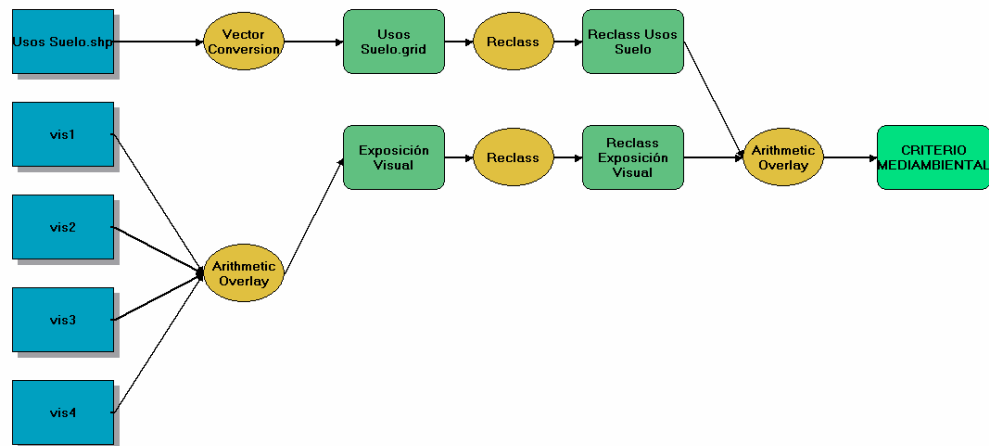 Usos Suelo.shp
Vector
Conversion
Usos
Suelo.grid
Reclass
Reclass Usos
Suelo
vis1
Exposición
Visual
Reclass
Reclass
Exposición
Visual
Arithmetic
Overlay
CRITERIO
MEDIAMBIENTAL
vis2
Arithmetic
Overlay
vis3
vis4